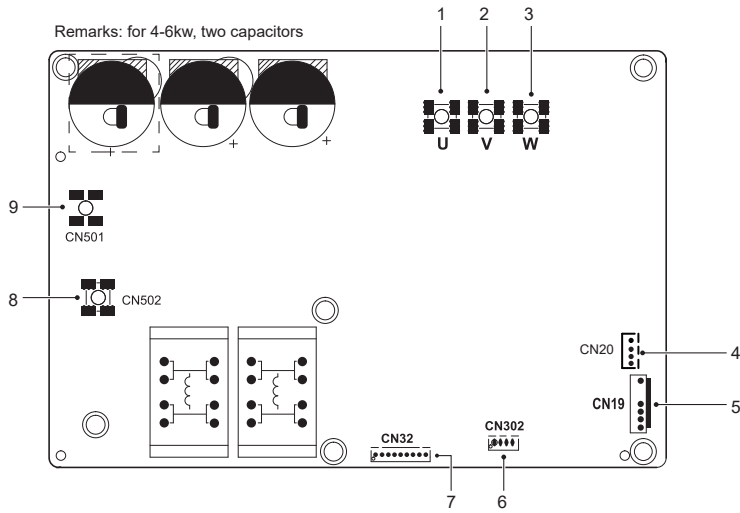 Remarks: for 4-6kw, two capacitors
1 2 3
U V W
9
CN501
8
CN502
CN20
4
CN19
5
CN32
CN302
7
6